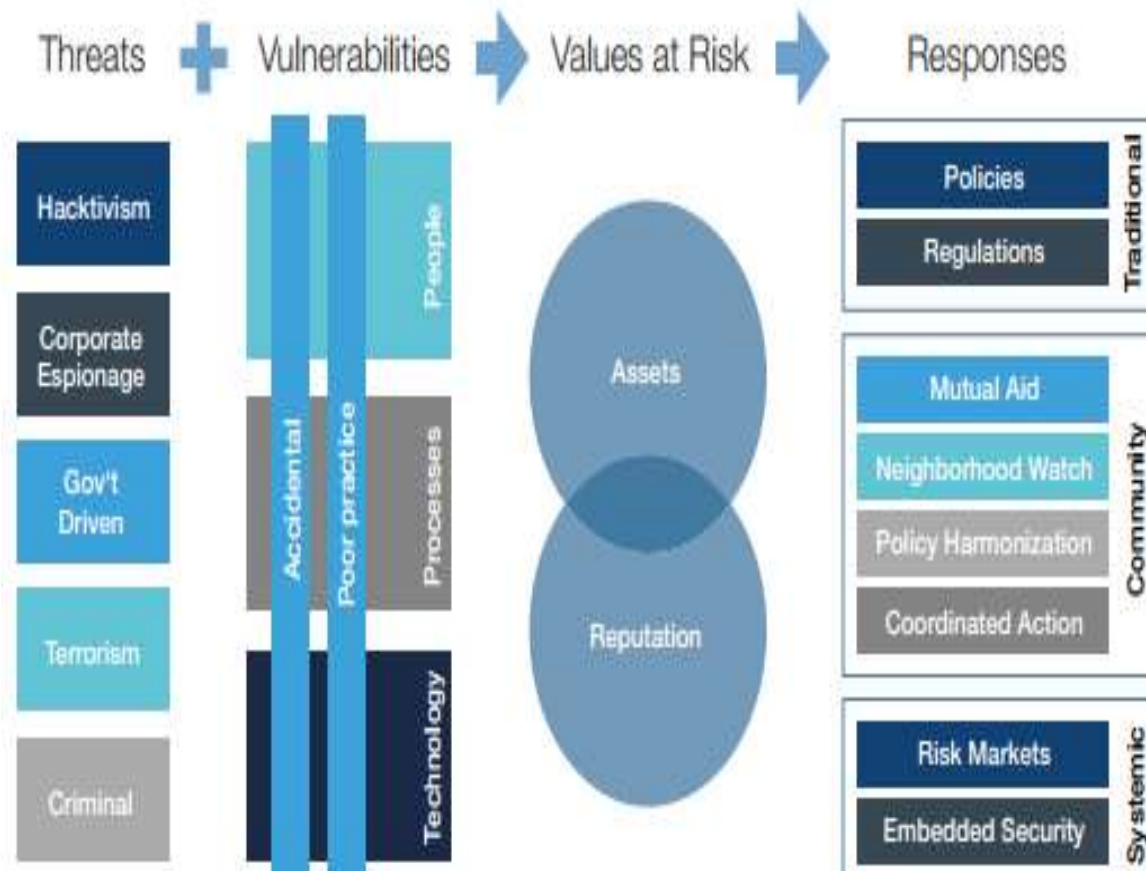 Threats
Vulnerabilities
Values at Risk
Responses
Hacktivism
Corporate
Espionage
Gov't
Driven
Terrorism
Criminal
Accidental
Poor practice
People
Processes
Technology
Assets
Reputation
Policies
Regulations
Traditional
Mutual Aid
Neighborhood Watch
Policy Harmonization
Coordinated Action
Community
Risk Markets
Embedded Security
Systemic